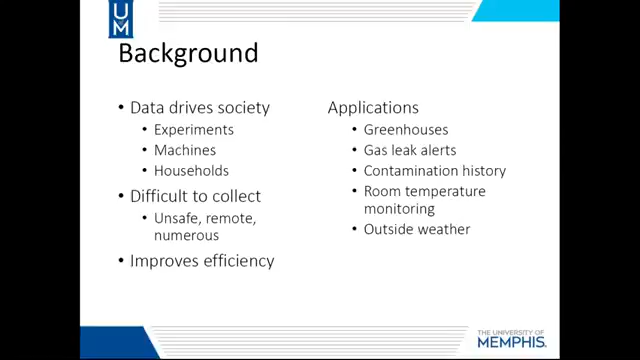 UM
Background
• Data drives society
• Experiments
• Machines
• Households
• Difficult to collect
• Unsafe, remote,
numerous
• Improves efficiency
Applications
• Greenhouses
• Gas leak alerts
• Contamination history
• Room temperature
monitoring
• Outside weather
THE UNIVERSITY OF
MEMPHIS.